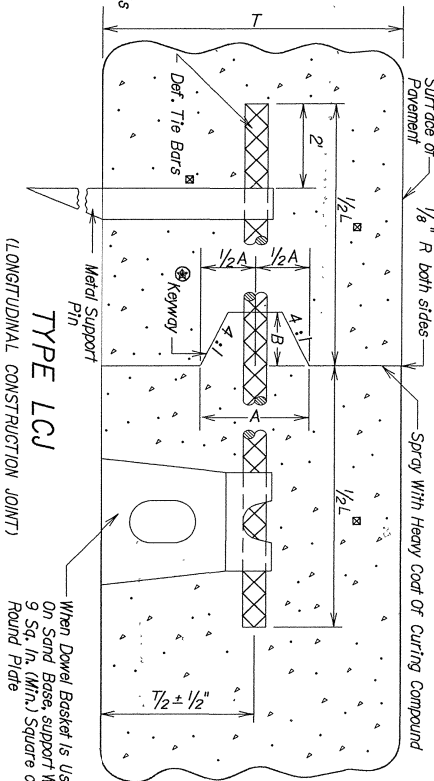 Surface of
Pavement
1/8" R both sides
Spray With Heavy Coat Of Curing Compound
T
1/2L
1/2L
2'
Def. Tie Bars
1/2A
1/2A
4:1
B
4:1
A
Keyway
Metal Support
Pin
T/2 ± 1/2"
When Dowel Basket Is
On Sand Base, support
9 Sq. In. (Min.) Square
Round Plate
TYPE LCJ
(LONGITUDINAL CONSTRUCTION JOINT)
s